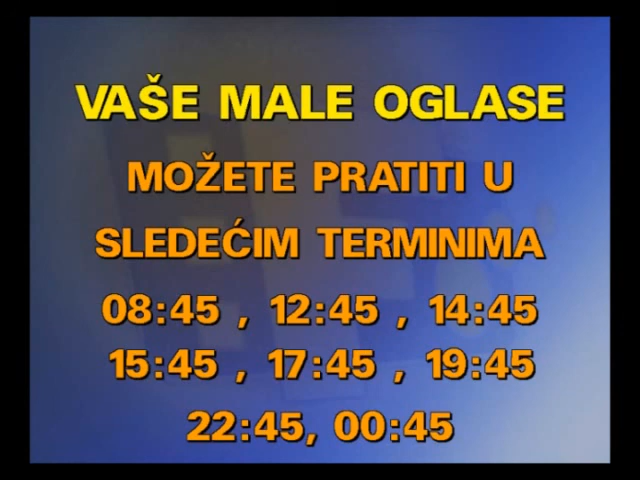 VAŠE MALE OGLASE
MOŽETE PRATITI U
SLEDEĆIM TERMINIMA
08:45 , 12:45 , 14:45
15:45 , 17:45 , 19:45
22:45, 00:45